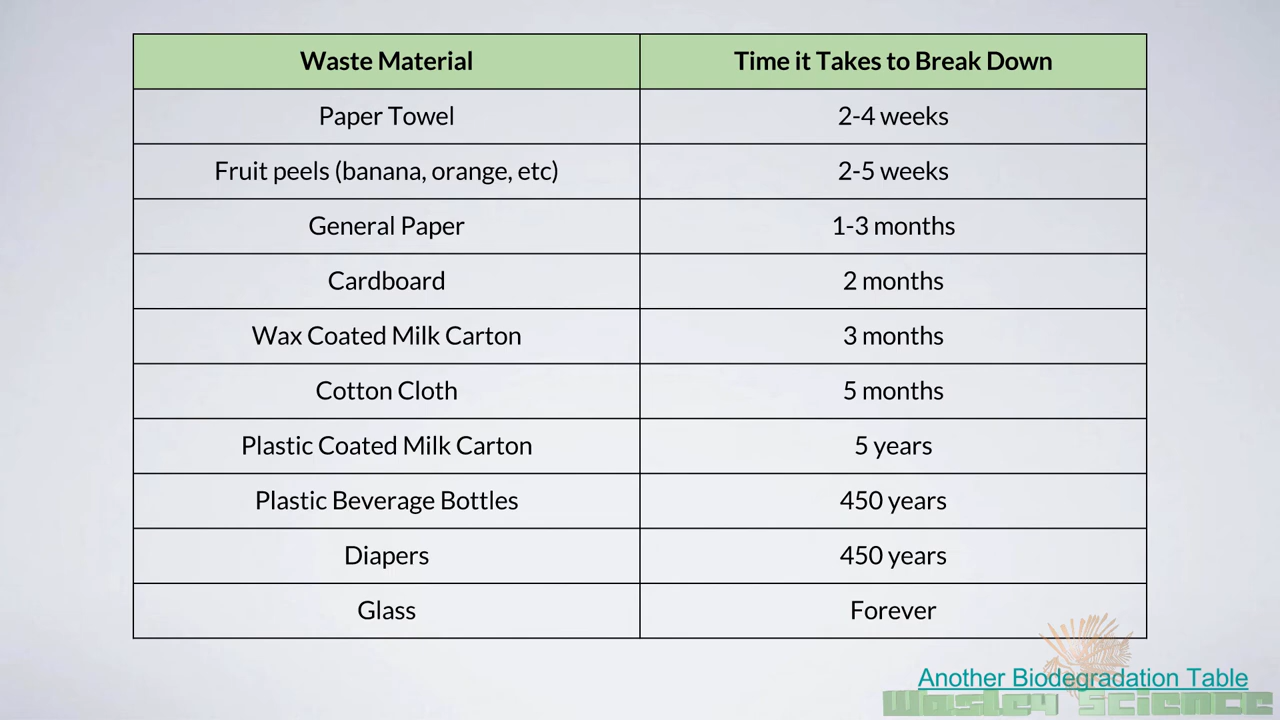 Waste Material Time it Takes to Break Down
Paper Towel 2-4 weeks
Fruit peels (banana, orange, etc) 2-5 weeks
General Paper 1-3 months
Cardboard 2 months
Wax Coated Milk Carton 3 months
Cotton Cloth 5 months
Plastic Coated Milk Carton 5 years
Plastic Beverage Bottles 450 years
Diapers 450 years
Glass Forever
Another Biodegradation Table
Wasley Science